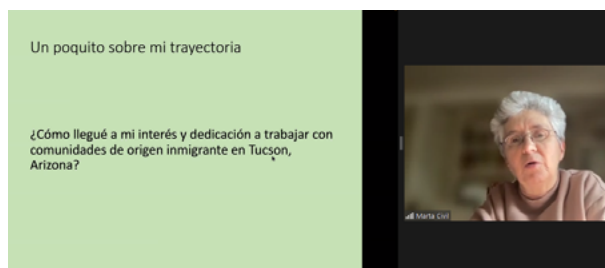 Un poquito sobre mi trayectoria
¿Cómo llegué a mi interés y dedicación a trabajar con
comunidades de origen inmigrante en Tucson,
Arizona?
Marta Civil